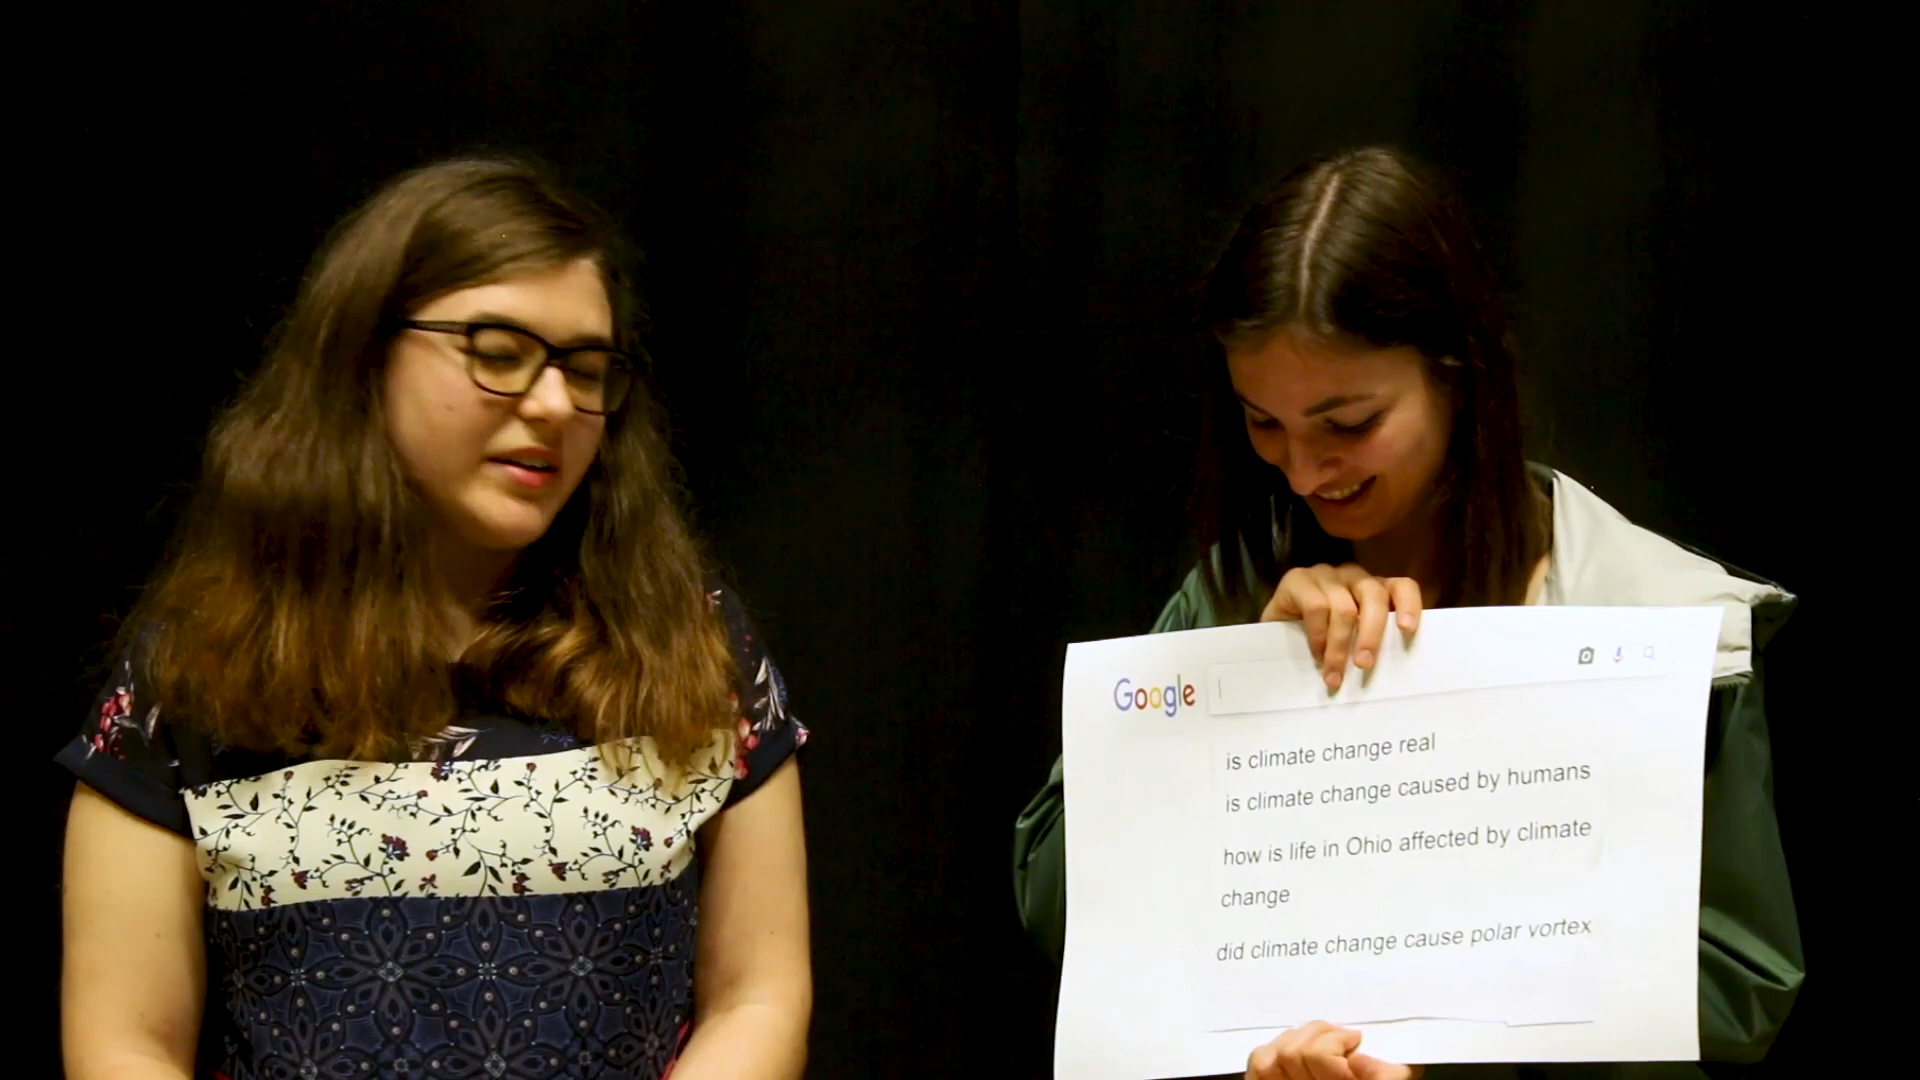 Google
is climate change real
is climate change caused by humans
how is life in Ohio affected by climate
change
did climate change cause polar vortex